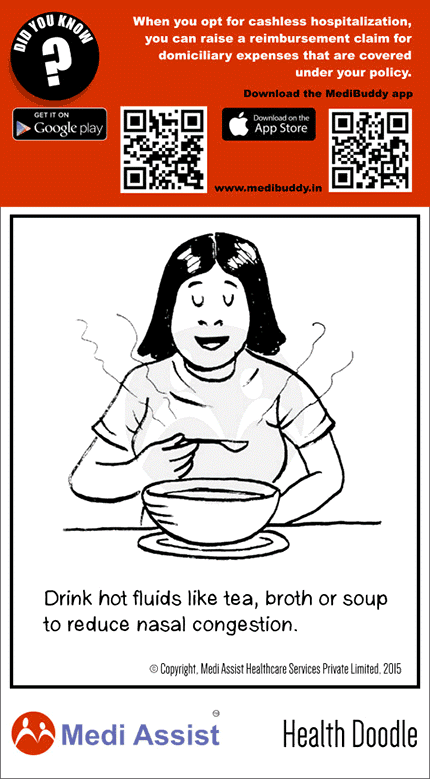 DID YOU KNOW
?
When you opt for cashless hospitalization,
you can raise a reimbursement claim for
domiciliary expenses that are covered
under your policy.
Download the MediBuddy app
GET IT ON
Google play
Download on the
App Store
www.medibuddy.in
Drink hot fluids like tea, broth or soup
to reduce nasal congestion.
© Copyright, Medi Assist Healthcare Services Private Limited, 2015
Medi Assist
Health Doodle